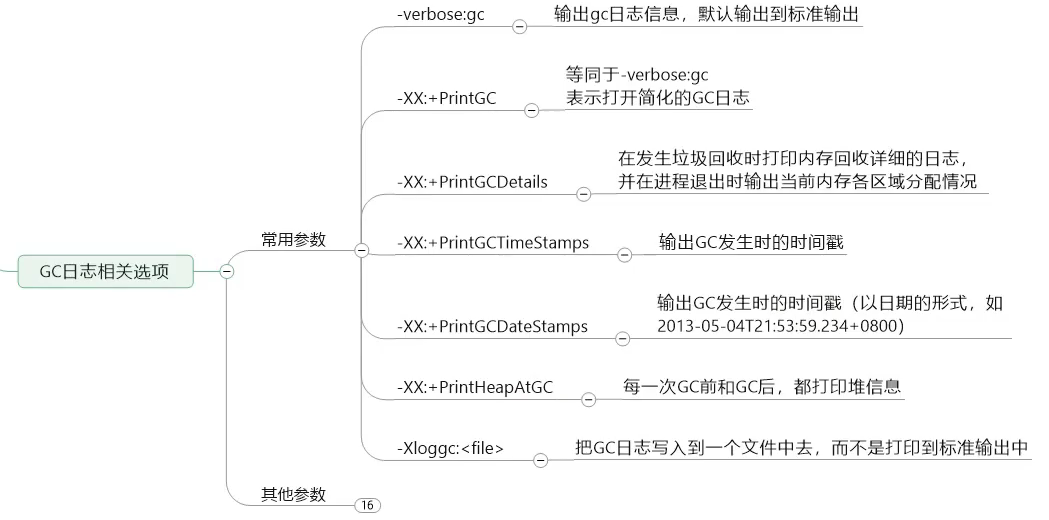 -verbose:gc
输出gc日志信息，默认输出到标准输出
-XX:+PrintGC
等同于-verbose:gc
表示打开简化的GC日志
-XX:+PrintGCDetails
在发生垃圾回收时打印内存回收详细的日志，
并在进程退出时输出当前内存各区域分配情况
常用参数
-XX:+PrintGCTimeStamps
输出GC发生时的时间戳
GC日志相关选项
-XX:+PrintGCDateStamps
输出GC发生时的时间戳（以日期的形式，如
2013-05-04T21:53:59.234+0800）
-XX:+PrintHeapAtGC
每一次GC前和GC后，都打印堆信息
-Xloggc:<file>
把GC日志写入到一个文件中去，而不是打印到标准输出中
其他参数
16